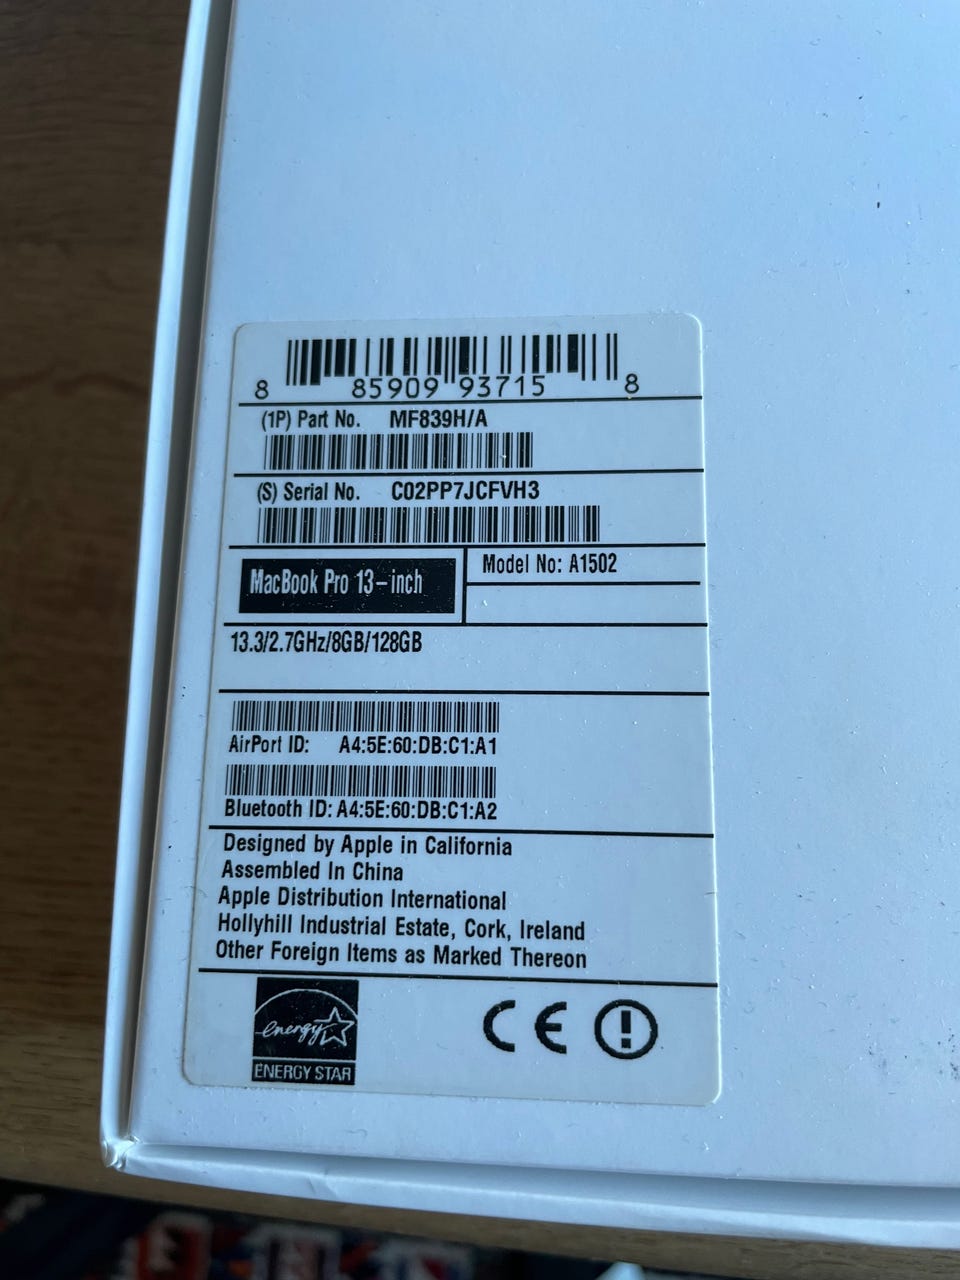 8 85909 93715 8
(1P) Part No. MF839H/A
(S) Serial No. C02PP7JCFVH3
MacBook Pro 13-inch
Model No: A1502
13.3/2.7GHz/8GB/128GB
AirPort ID: A4:5E:60:DB:C1:A1
Bluetooth ID: A4:5E:60:DB:C1:A2
Designed by Apple in California
Assembled In China
Apple Distribution International
Hollyhill Industrial Estate, Cork, Ireland
Other Foreign Items as Marked Thereon
energy
ENERGY STAR
CE